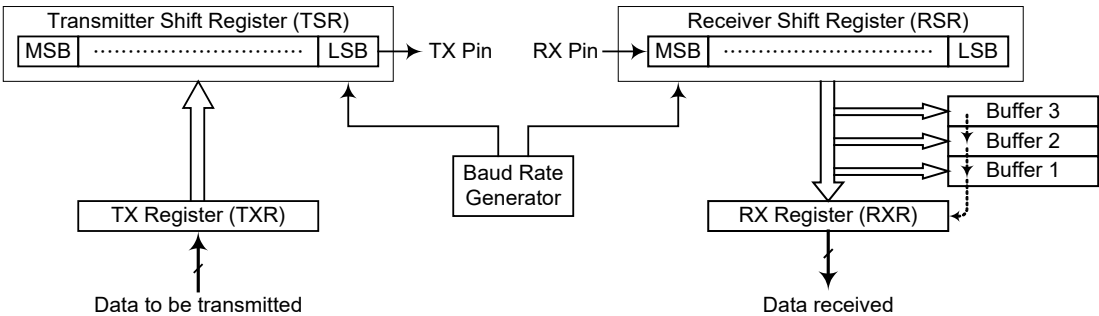 Transmitter Shift Register (TSR)
MSB
LSB
TX Pin
RX Pin
Receiver Shift Register (RSR)
MSB
LSB
Buffer 3
Buffer 2
Buffer 1
Baud Rate
Generator
TX Register (TXR)
RX Register (RXR)
Data to be transmitted
Data received